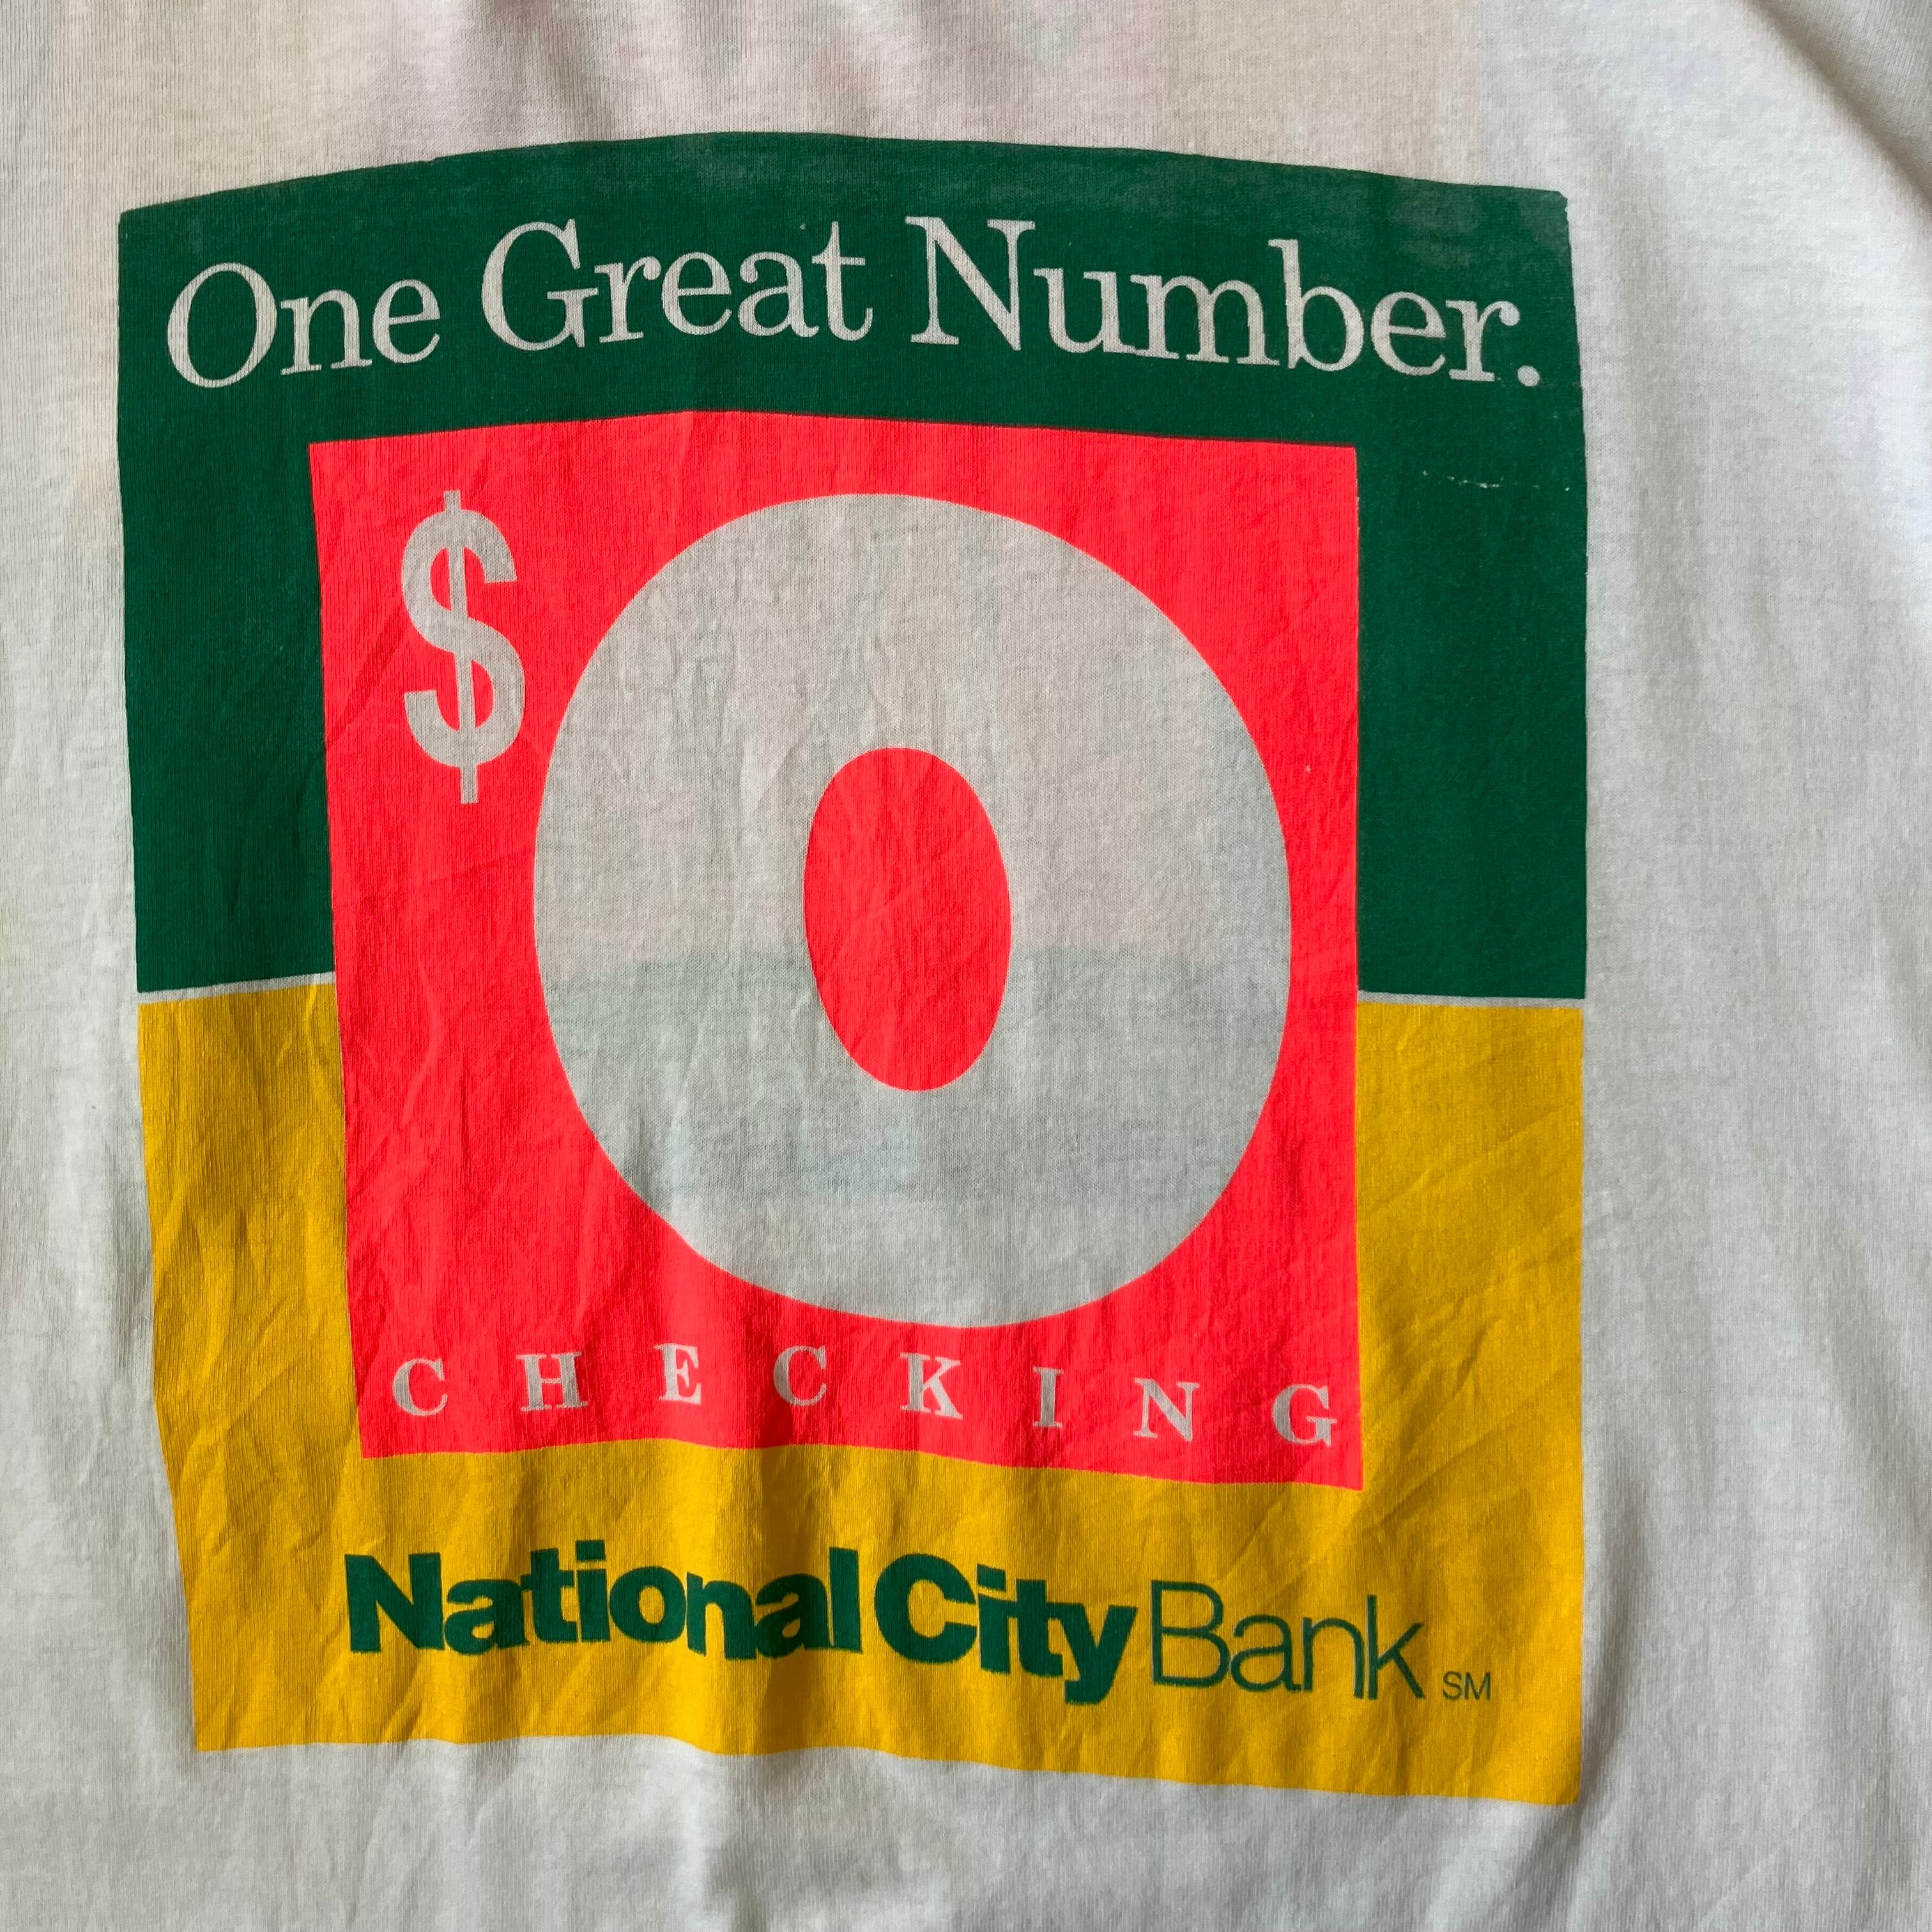 One Great Number.
$0
CHECKING
National City Bank SM